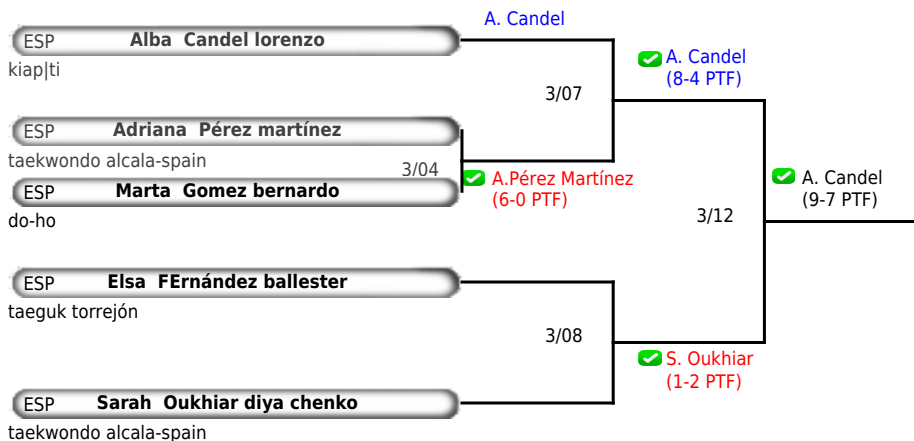 A. Candel
ESP Alba Candel lorenzo
kiap|ti
A. Candel
(8-4 PTF)
3/07
ESP Adriana Pérez martínez
taekwondo alcala-spain
3/04
ESP Marta Gomez bernardo
do-ho
A.Pérez Martínez
(6-0 PTF)
A. Candel
(9-7 PTF)
3/12
ESP Elsa FErnández ballester
taeguk torrejón
3/08
S. Oukhiar
(1-2 PTF)
ESP Sarah Oukhiar diya chenko
taekwondo alcala-spain